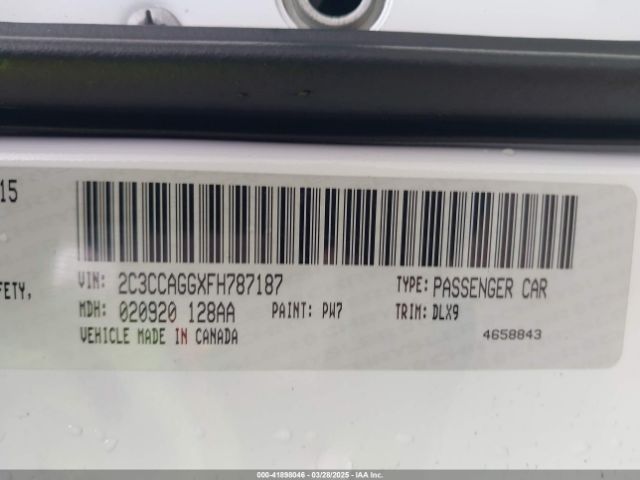 15
FETY,
VIN: 2C3CCAGGXFH787187 TYPE: PASSENGER CAR
MDH: 020920 128AA PAINT: PW7 TRIM: DLX9
VEHICLE MADE IN CANADA 4658843
000-41898046 - 03/28/2025 - IAA Inc.